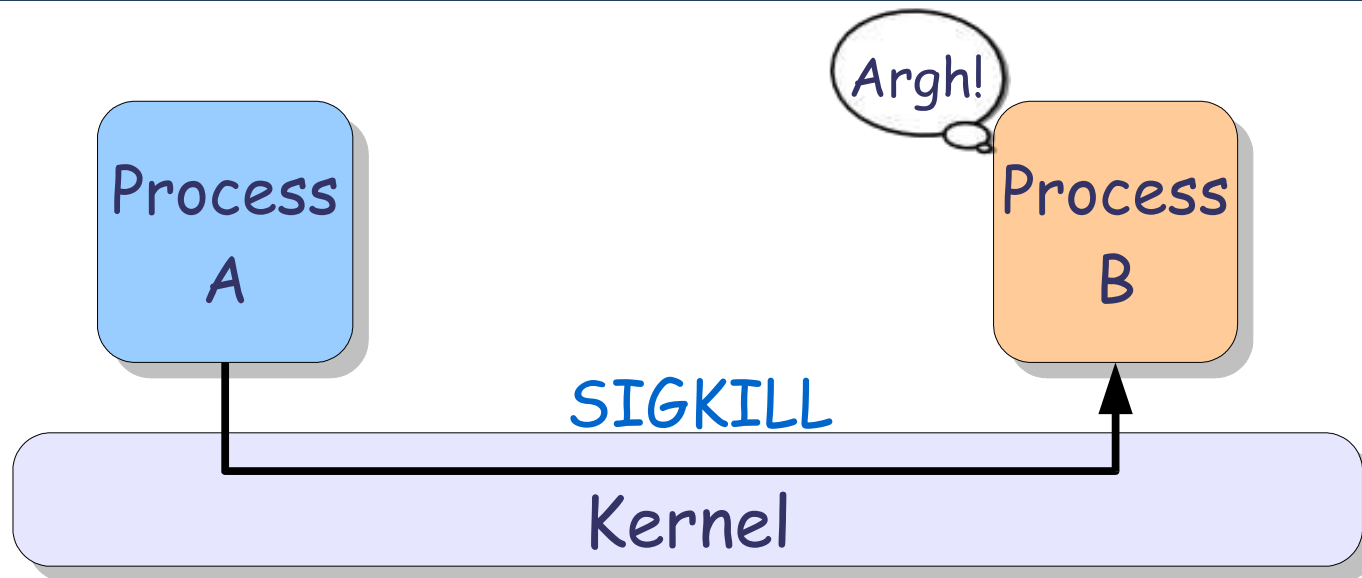 Argh!
Process
A
Process
B
SIGKILL
Kernel